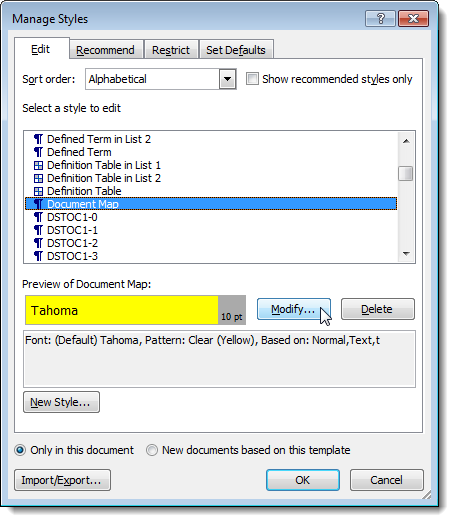 Manage Styles
Edit Recommend Restrict Set Defaults
Sort order: Alphabetical Show recommended styles only
Select a style to edit
Defined Term in List 2
Defined Term
Definition Table in List 1
Definition Table in List 2
Definition Table
Document Map
DSTOC1-0
DSTOC1-1
DSTOC1-2
DSTOC1-3
Preview of Document Map:
Tahoma 10 pt Modify... Delete
Font: (Default) Tahoma, Pattern: Clear (Yellow), Based on: Normal,Text,t
New Style...
Only in this document New documents based on this template
Import/Export... OK Cancel